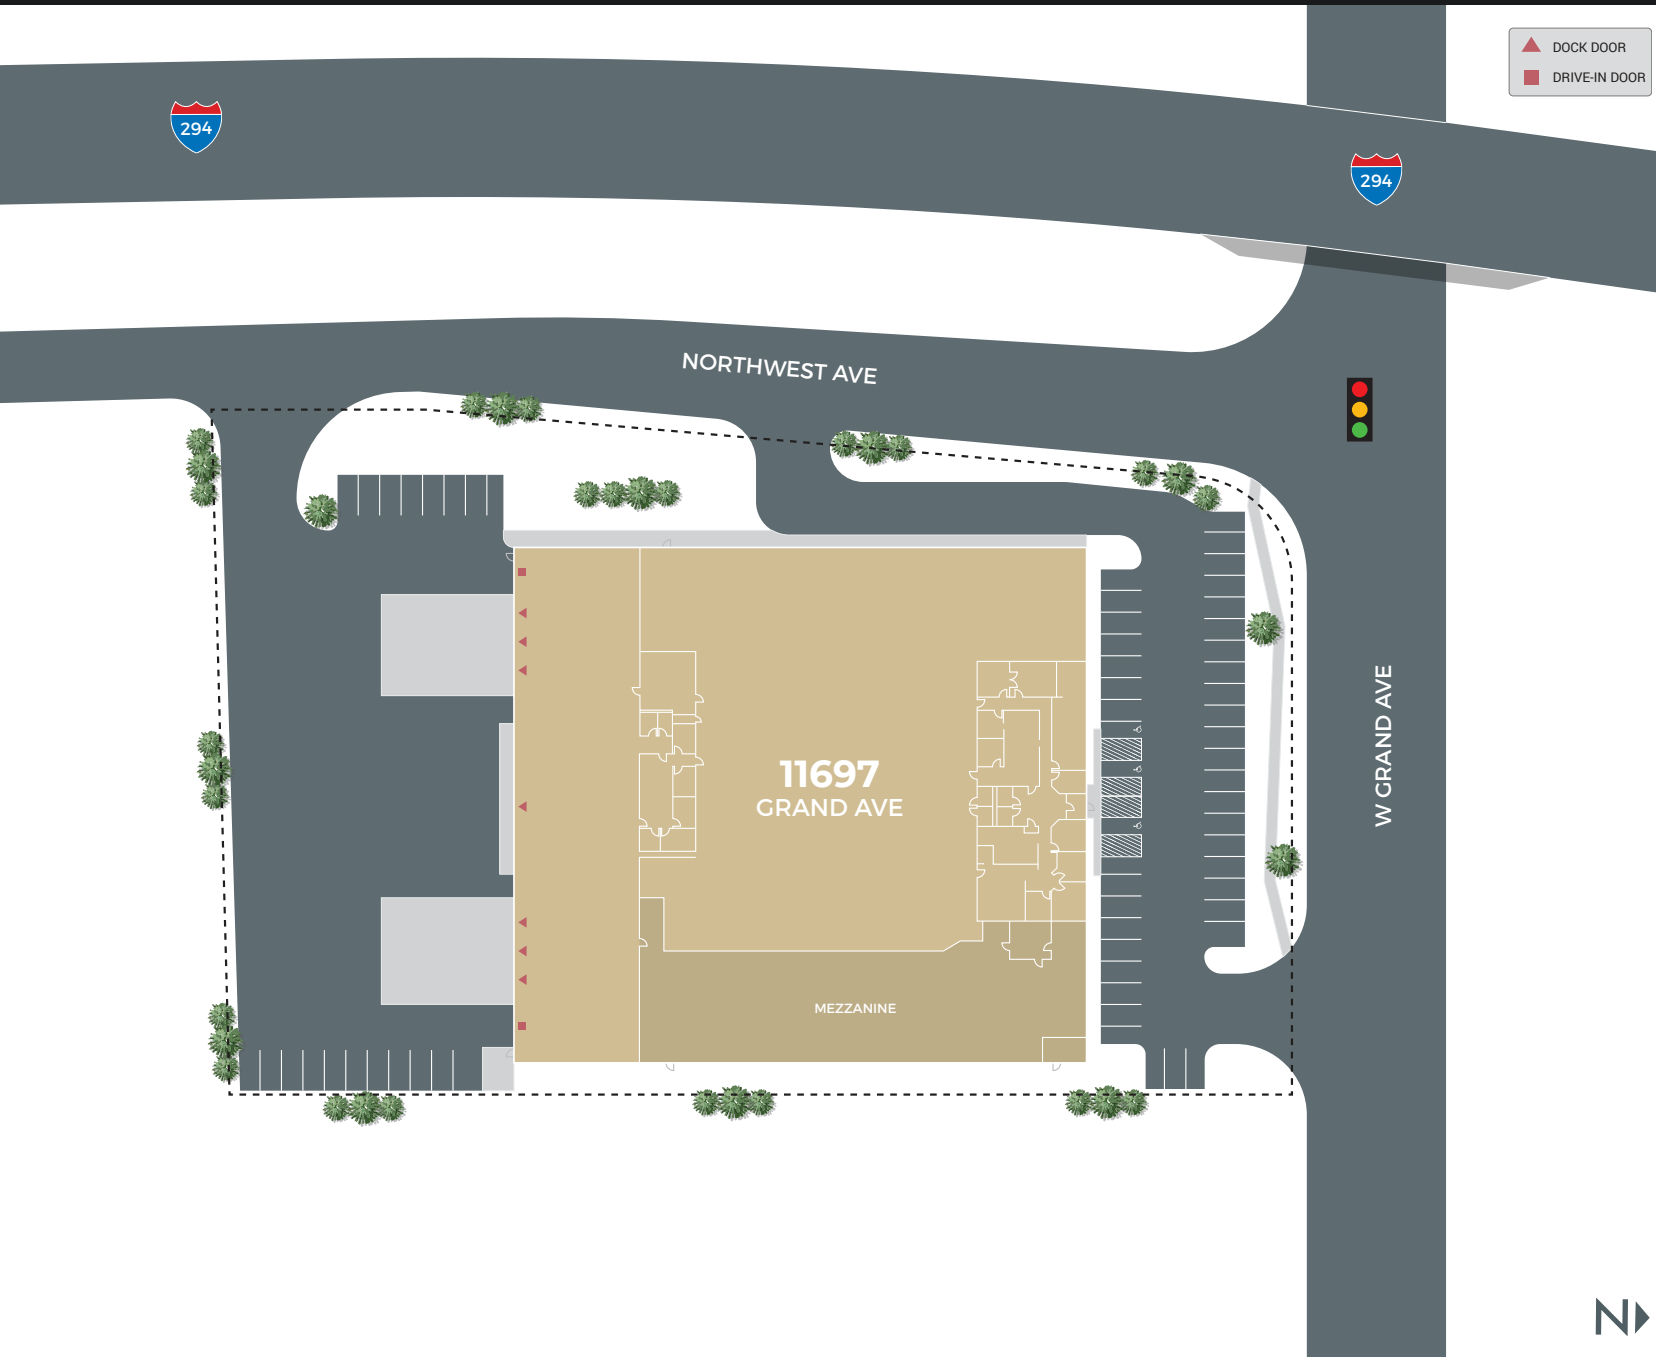 DOCK DOOR
DRIVE-IN DOOR
294
294
NORTHWEST AVE
W GRAND AVE
11697
GRAND AVE
MEZZANINE
N